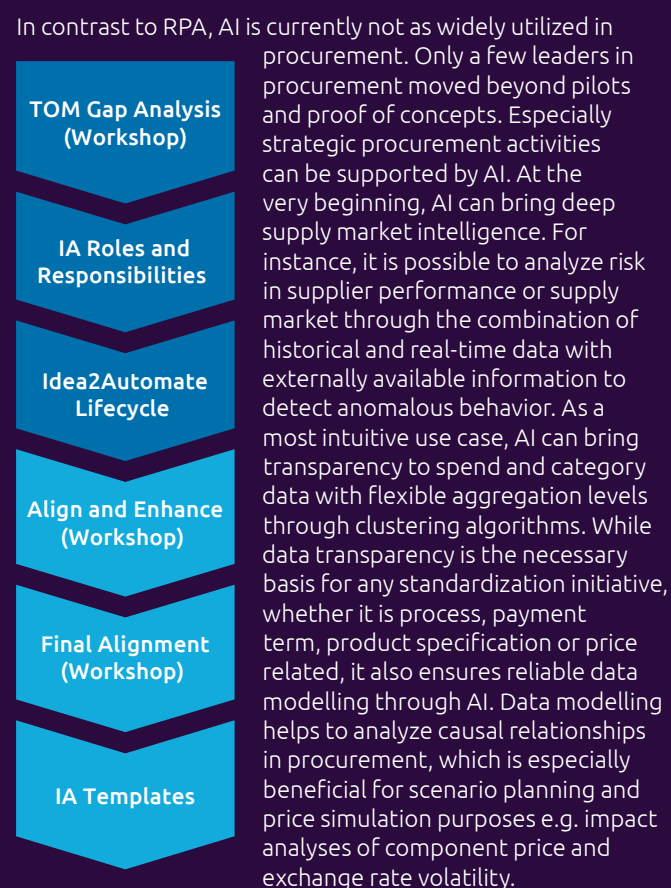 In contrast to RPA, AI is currently not as widely utilized in
procurement. Only a few leaders in
procurement moved beyond pilots
and proof of concepts. Especially
strategic procurement activities
can be supported by AI. At the
very beginning, AI can bring deep
supply market intelligence. For
instance, it is possible to analyze risk
in supplier performance or supply
market through the combination of
historical and real-time data with
externally available information to
detect anomalous behavior. As a
most intuitive use case, AI can bring
transparency to spend and category
data with flexible aggregation levels
through clustering algorithms. While
data transparency is the necessary
basis for any standardization initiative,
whether it is process, payment
term, product specification or price
related, it also ensures reliable data
modelling through AI. Data modelling
helps to analyze causal relationships
in procurement, which is especially
beneficial for scenario planning and
price simulation purposes e.g. impact
analyses of component price and
exchange rate volatility.
TOM Gap Analysis
(Workshop)
IA Roles and
Responsibilities
Idea2Automate
Lifecycle
Align and Enhance
(Workshop)
Final Alignment
(Workshop)
IA Templates